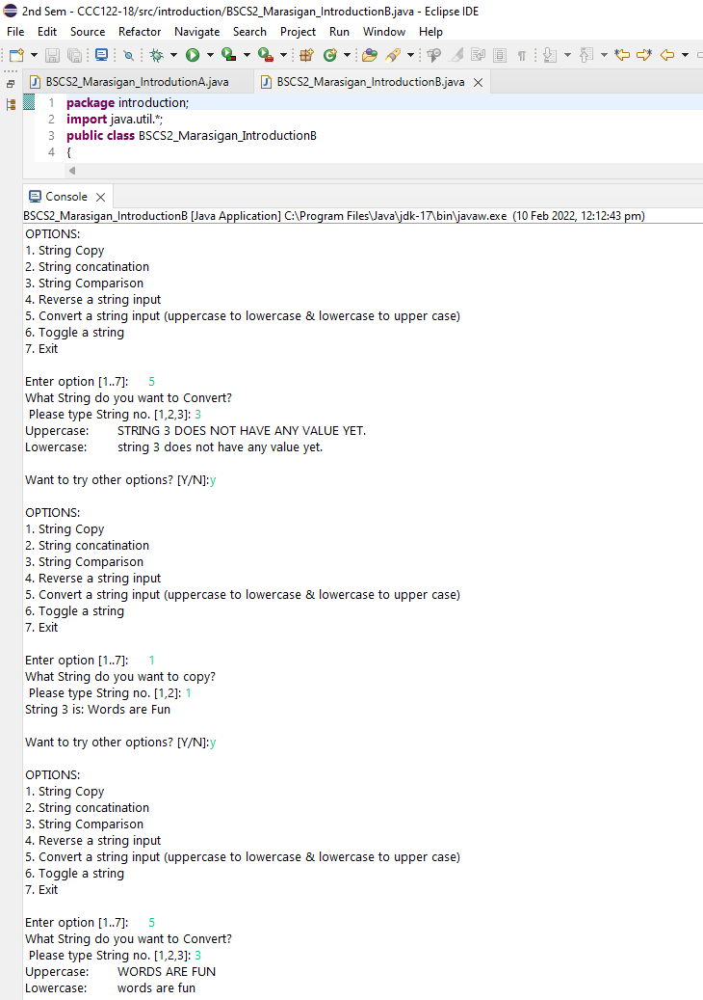 2nd Sem - CCC122-18/src/introduction/BSCS2_Marasigan_IntroductionB.java - Eclipse IDE
File Edit Source Refactor Navigate Search Project Run Window Help
BSCS2_Marasigan_IntrodutionA.java BSCS2_Marasigan_IntroductionB.java
1 package introduction;
2 import java.util.*;
3 public class BSCS2_Marasigan_IntroductionB
4 {
Console
BSCS2_Marasigan_IntroductionB [Java Application] C:\Program Files\Java\jdk-17\bin\javaw.exe (10 Feb 2022, 12:12:43 pm)
OPTIONS:
1. String Copy
2. String concatination
3. String Comparison
4. Reverse a string input
5. Convert a string input (uppercase to lowercase & lowercase to upper case)
6. Toggle a string
7. Exit
Enter option [1..7]: 5
What String do you want to Convert?
Please type String no. [1,2,3]: 3
Uppercase: STRING 3 DOES NOT HAVE ANY VALUE YET.
Lowercase: string 3 does not have any value yet.
Want to try other options? [Y/N]:y
OPTIONS:
1. String Copy
2. String concatination
3. String Comparison
4. Reverse a string input
5. Convert a string input (uppercase to lowercase & lowercase to upper case)
6. Toggle a string
7. Exit
Enter option [1..7]: 1
What String do you want to copy?
Please type String no. [1,2]: 1
String 3 is: Words are Fun
Want to try other options? [Y/N]:y
OPTIONS:
1. String Copy
2. String concatination
3. String Comparison
4. Reverse a string input
5. Convert a string input (uppercase to lowercase & lowercase to upper case)
6. Toggle a string
7. Exit
Enter option [1..7]: 5
What String do you want to Convert?
Please type String no. [1,2,3]: 3
Uppercase: WORDS ARE FUN
Lowercase: words are fun